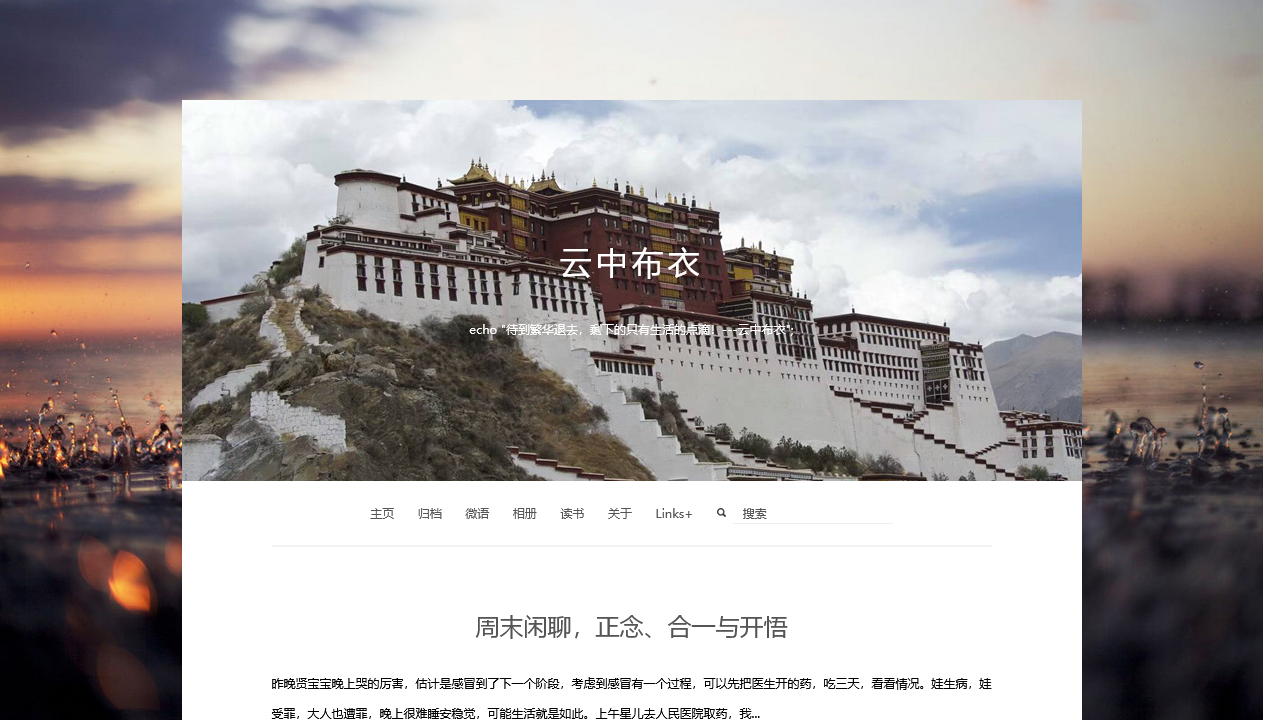 云中布衣
echo "待到繁华退去，剩下的只有生活的点滴！---云中布衣";
主页 归档 微语 相册 读书 关于 Links+ 搜索
周末闲聊，正念、合一与开悟
昨晚贤宝宝晚上哭的厉害，估计是感冒到了下一个阶段，考虑到感冒有一个过程，可以先把医生开的药，吃三天，看看情况。娃生病，娃
受罪，大人也遭罪，晚上很难睡安稳觉，可能生活就是如此。上午星儿去人民医院取药，我...